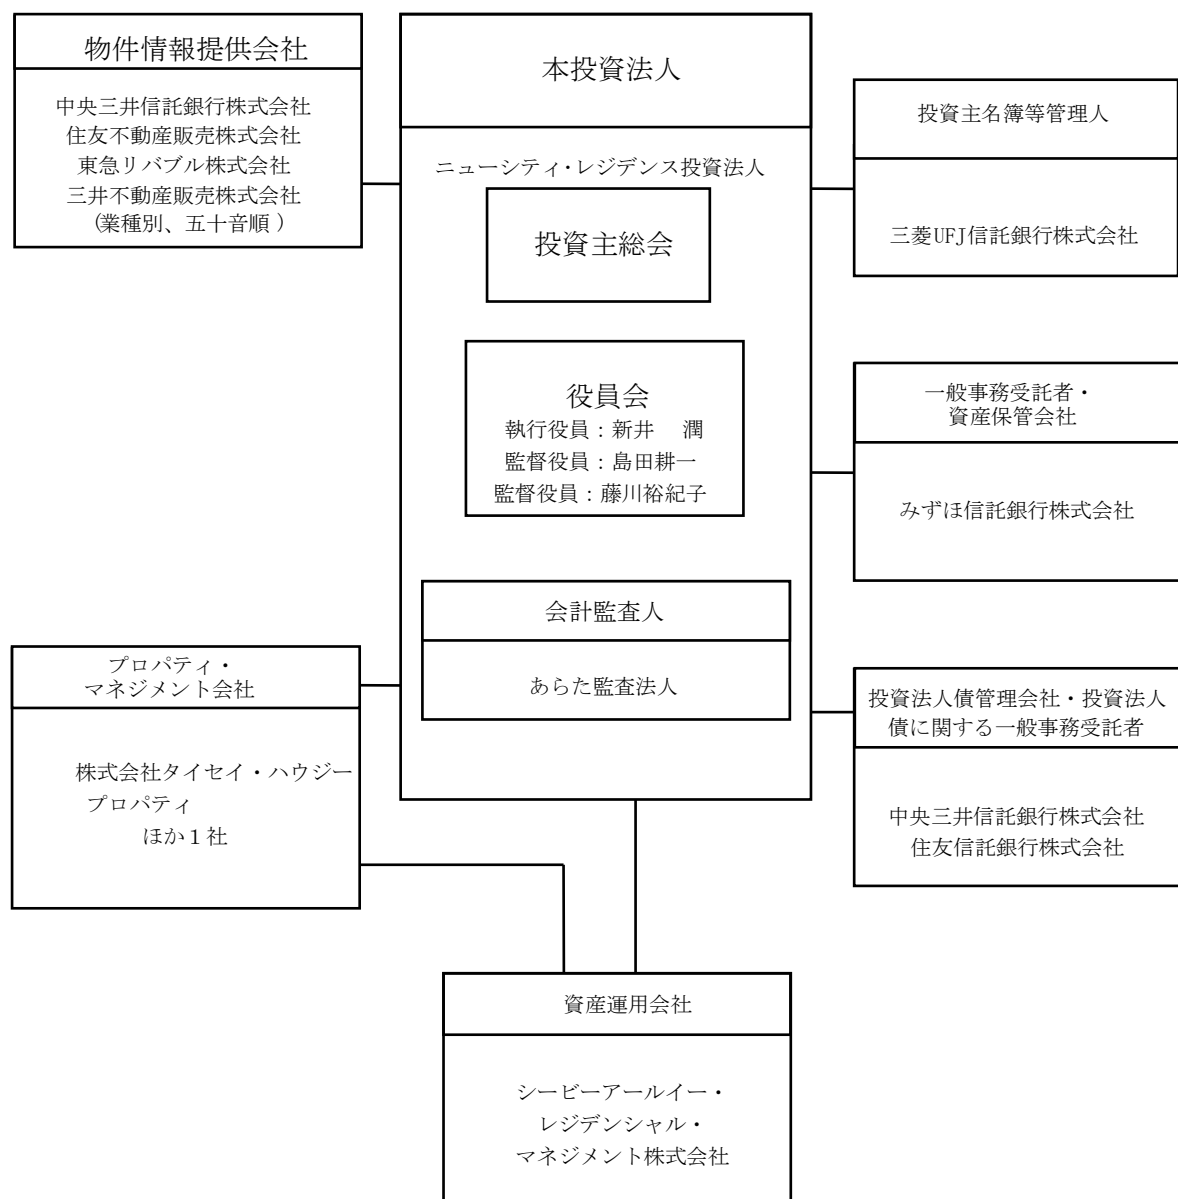 物件情報提供会社
中央三井信託銀行株式会社
住友不動産販売株式会社
東急リバブル株式会社
三井不動産販売株式会社
(業種別、五十音順)
本投資法人
ニューシティ・レジデンス投資法人
投資主総会
役員会
執行役員：新井　潤
監督役員：島田耕一
監督役員：藤川裕紀子
会計監査人
あらた監査法人
投資主名簿等管理人
三菱UFJ信託銀行株式会社
一般事務受託者・
資産保管会社
みずほ信託銀行株式会社
プロパティ・
マネジメント会社
株式会社タイセイ・ハウジー
プロパティ
ほか１社
投資法人債管理会社・投資法人
債に関する一般事務受託者
中央三井信託銀行株式会社
住友信託銀行株式会社
資産運用会社
シービーアールイー・
レジデンシャル・
マネジメント株式会社